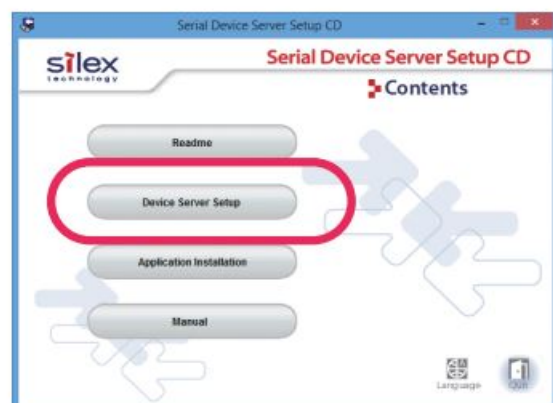 Serial Device Server Setup CD
silex
technology
Serial Device Server Setup CD
Contents
Readme
Device Server Setup
Application Installation
Manual
Language
Quit